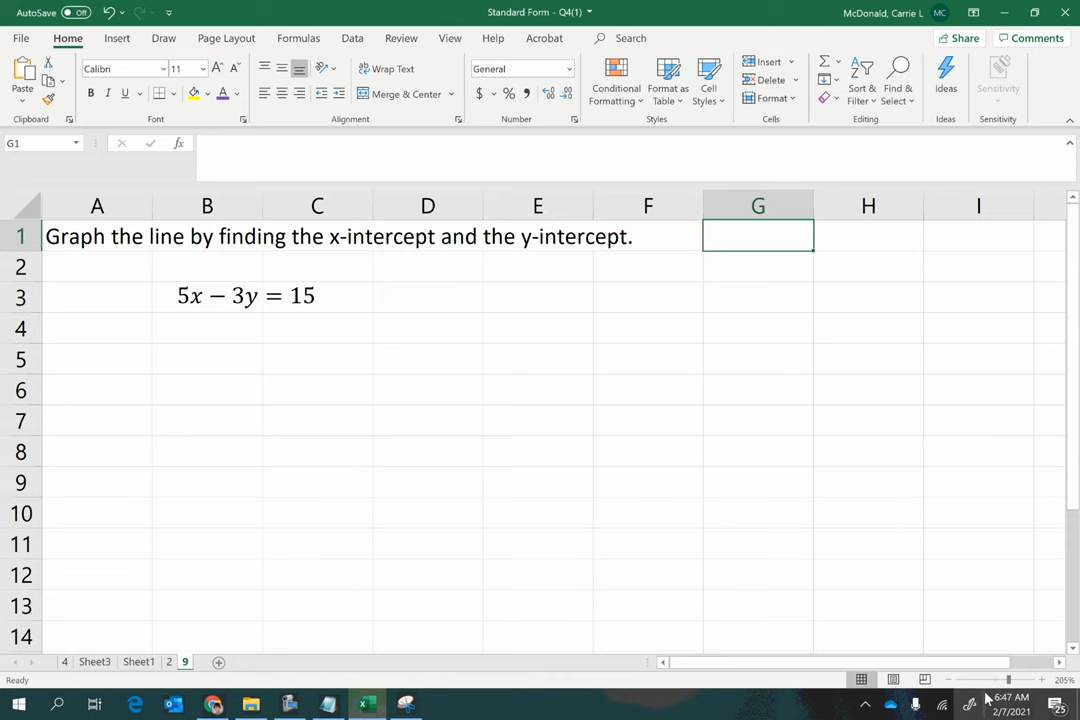 AutoSave Off
Standard Form - Q4(1)
McDonald, Carrie L MC
File Home Insert Draw Page Layout Formulas Data Review View Help Acrobat Search Share Comments
Paste
Calibri 11
B I U A
Wrap Text
Merge & Center
General
$ % ,
Conditional Formatting
Format as Table
Cell Styles
Insert
Delete
Format
Sort & Filter
Find & Select
Ideas
Sensitivity
Clipboard Font Alignment Number Styles Cells Editing Ideas Sensitivity
G1 fx
A B C D E F G H I
1 Graph the line by finding the x-intercept and the y-intercept.
2
3 5x − 3y = 15
4
5
6
7
8
9
10
11
12
13
14
4 Sheet3 Sheet1 2 9
Ready 205%
6:47 AM
2/7/2021
25